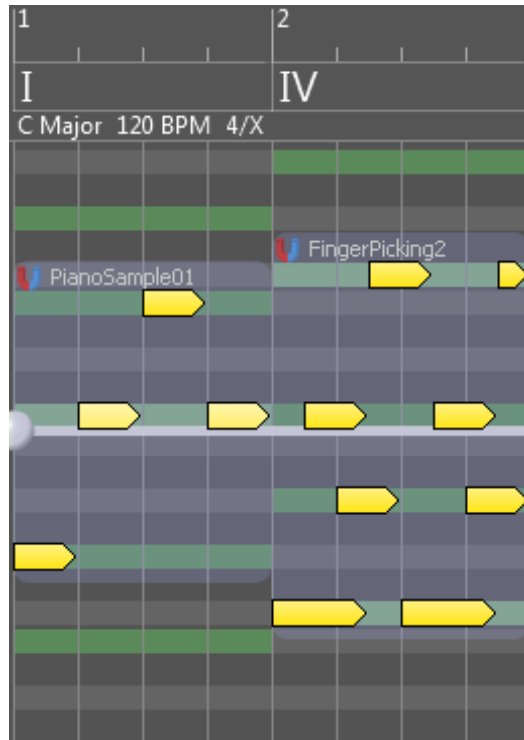 1 2
I IV
C Major 120 BPM 4/X
FingerPicking2
PianoSample01